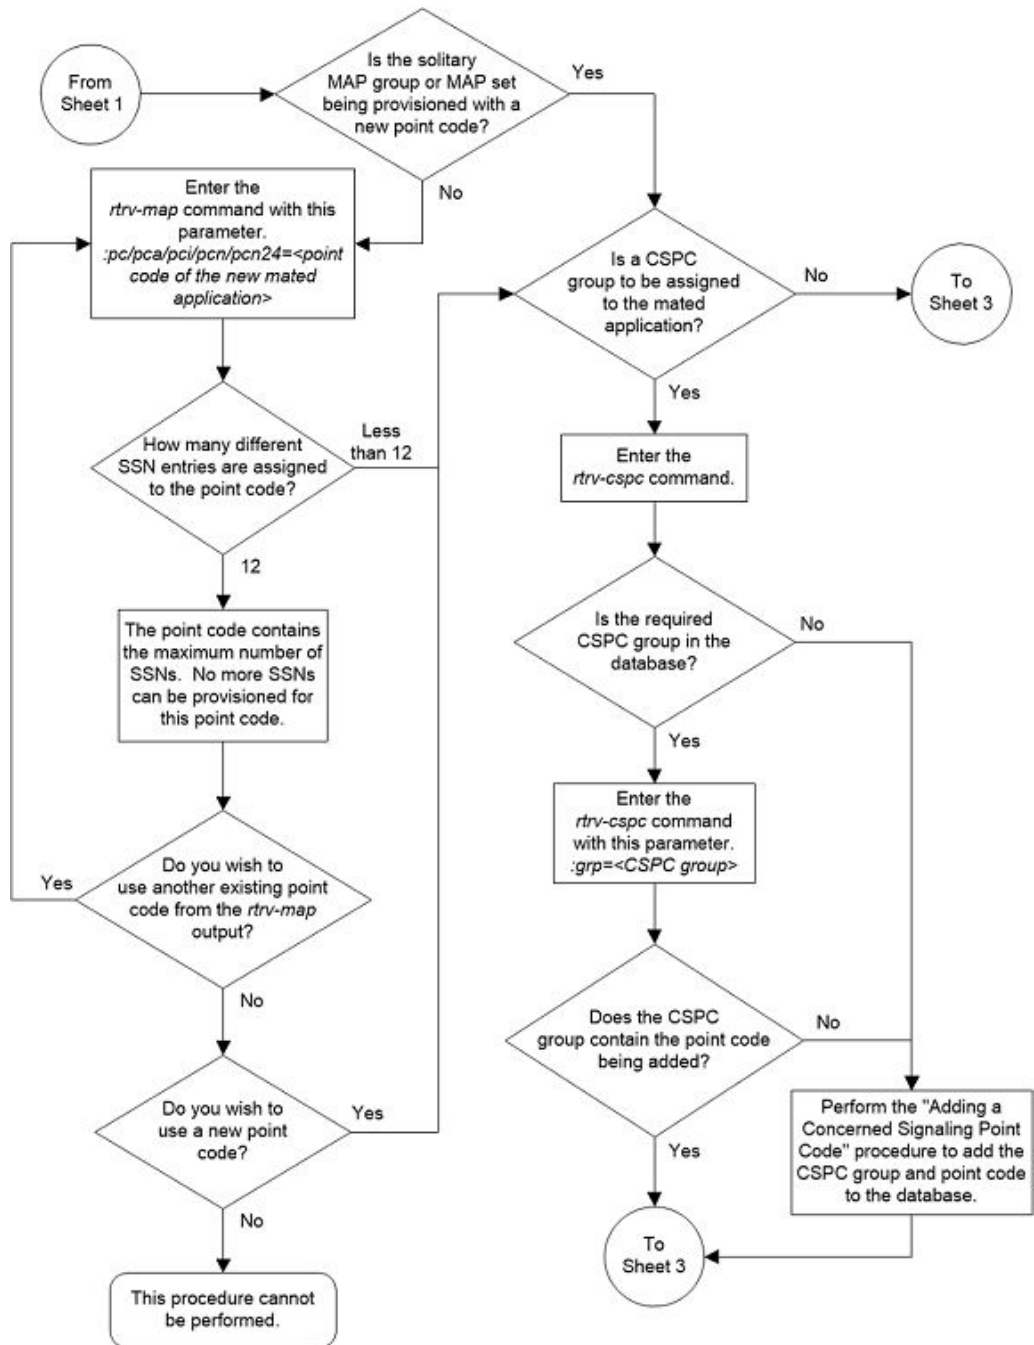 From
Sheet 1
Is the solitary
MAP group or MAP set
being provisioned with a
new point code?
Yes
No
Enter the
rtrv-map command with this
parameter.
:pc/pca/pci/pcn/pcn24=<point
code of the new mated
application>
Is a CSPC
group to be assigned
to the mated
application?
No
To
Sheet 3
Yes
How many different
SSN entries are assigned
to the point code?
Less
than 12
12
Enter the
rtrv-cspc command.
The point code contains
the maximum number of
SSNs. No more SSNs
can be provisioned for
this point code.
Is the required
CSPC group in the
database?
No
Yes
Enter the
rtrv-cspc command
with this parameter.
:grp=<CSPC group>
Do you wish to
use another existing point
code from the rtrv-map
output?
Yes
No
Does the CSPC
group contain the point code
being added?
No
Yes
Do you wish to
use a new point
code?
Yes
No
Perform the "Adding a
Concerned Signaling Point
Code" procedure to add the
CSPC group and point code
to the database.
To
Sheet 3
This procedure cannot
be performed.